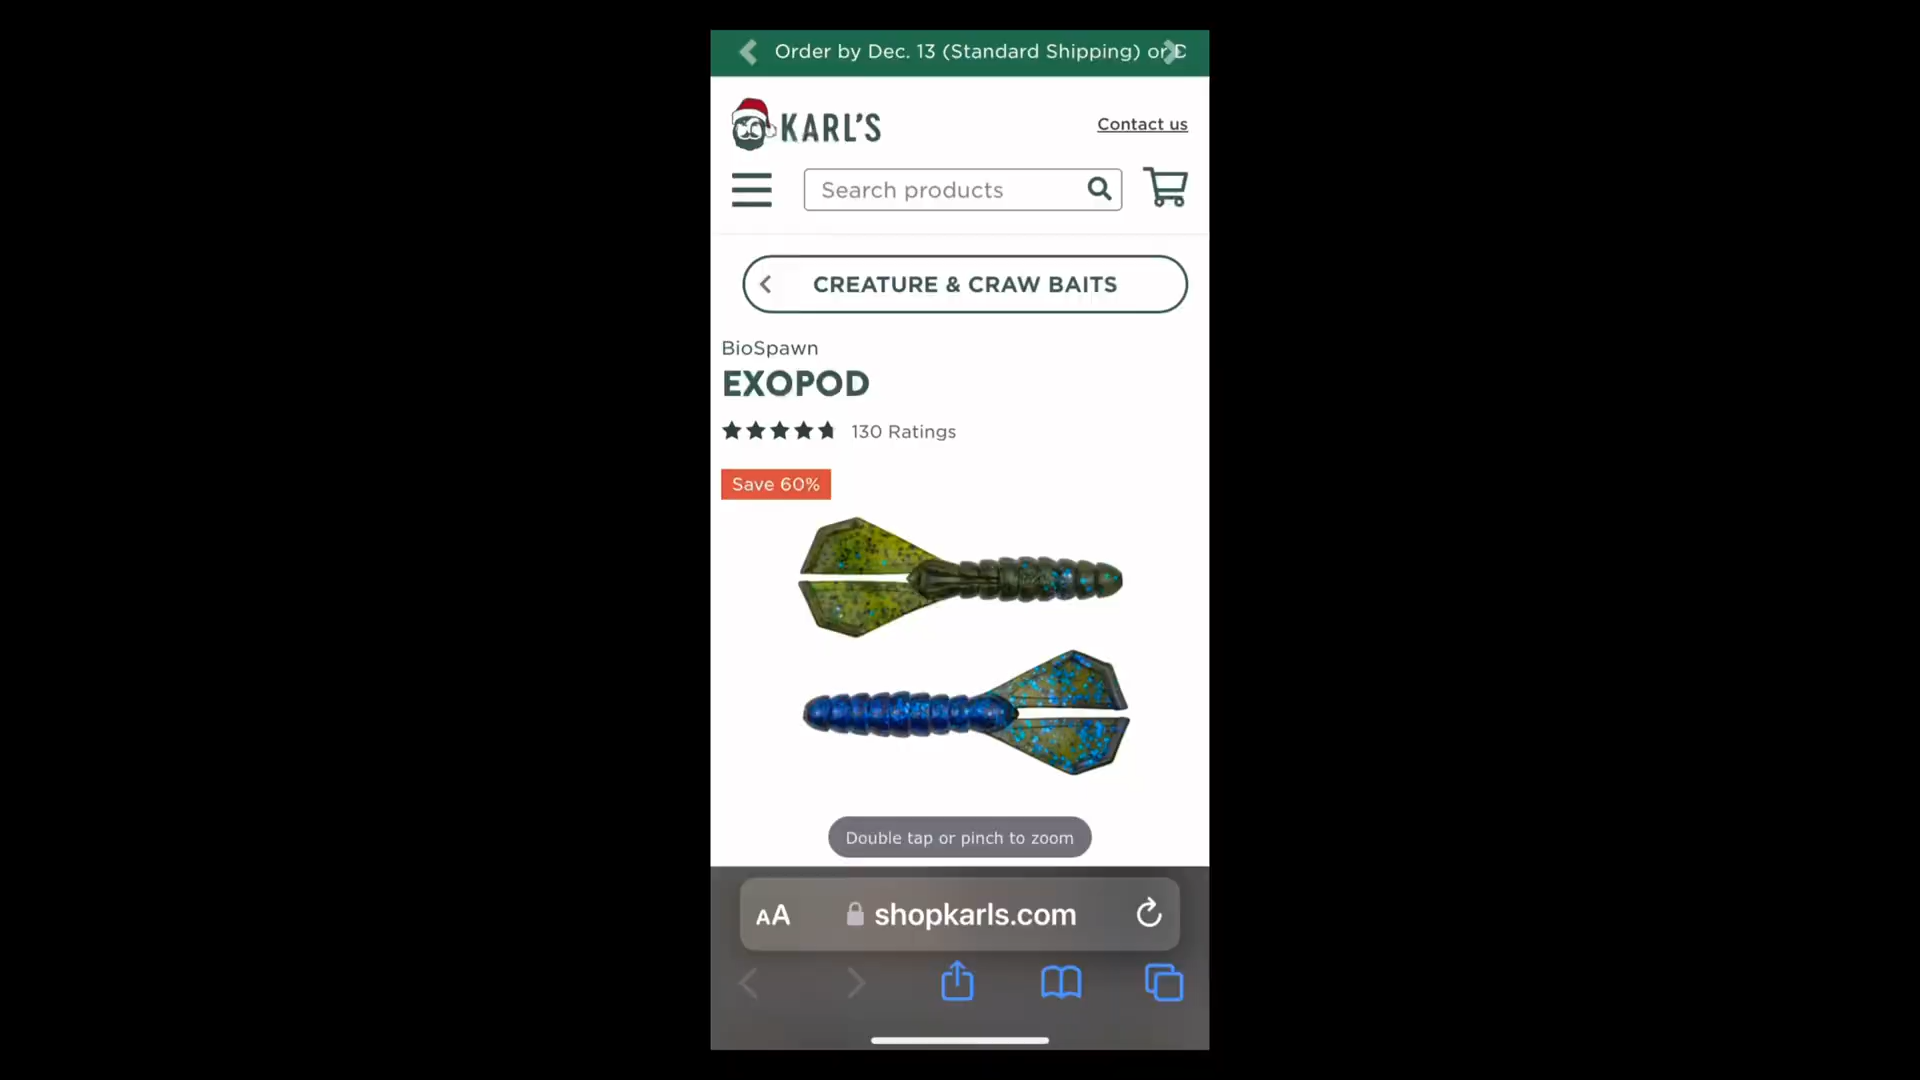 Order by Dec. 13 (Standard Shipping) or D
KARL'S
Contact us
Search products
CREATURE & CRAW BAITS
BioSpawn
EXOPOD
130 Ratings
Save 60%
Double tap or pinch to zoom
AA
shopkarls.com